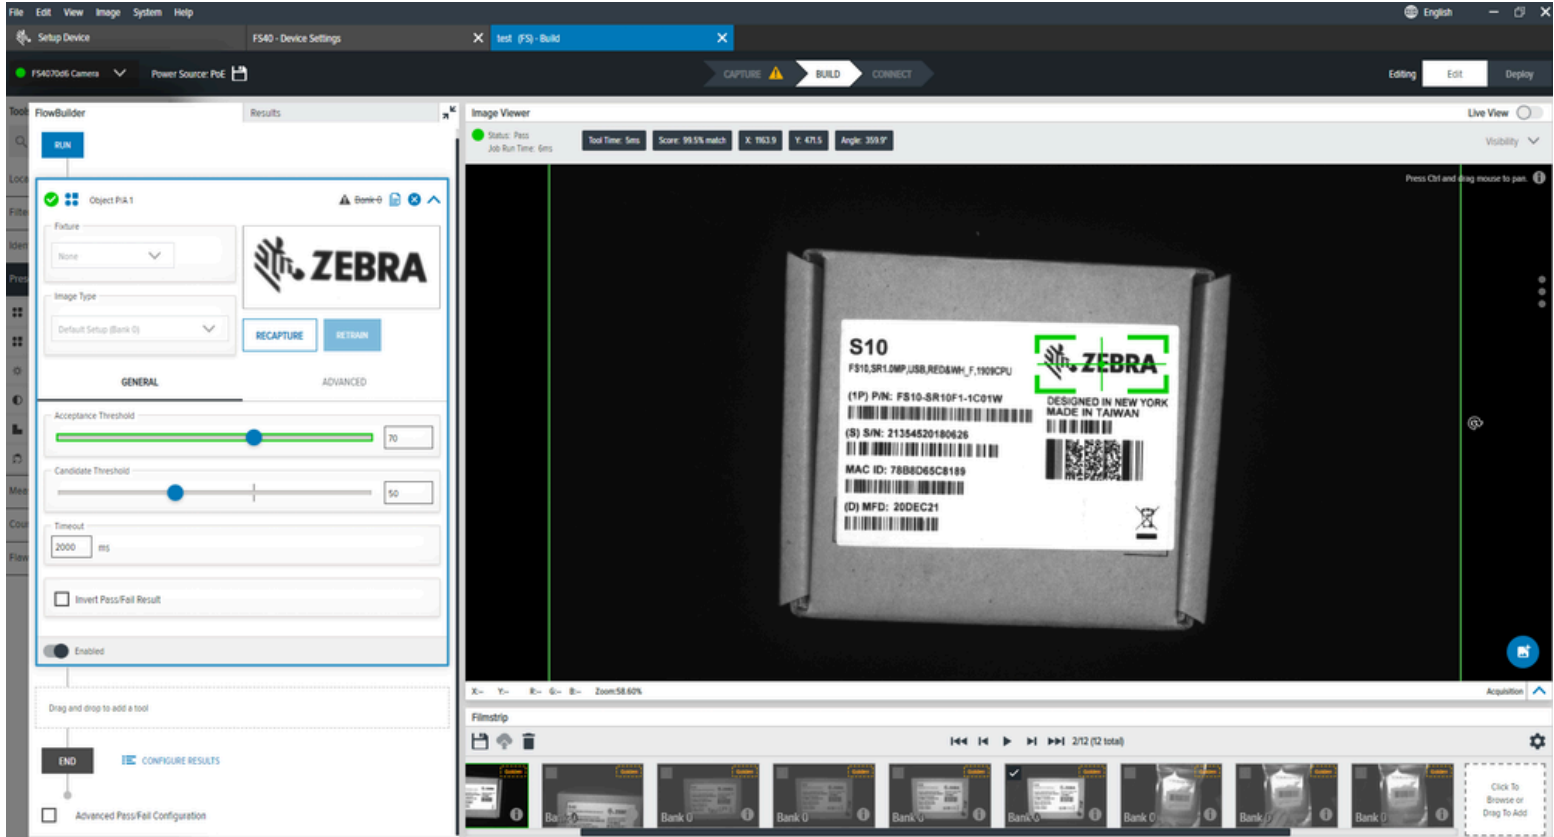 File Edit View Image System Help
English
Setup Device
FS40 - Device Settings
test (FS) - Build
FS4070d6 Camera
Power Source: PoE
CAPTURE
BUILD
CONNECT
Editing
Edit
Deploy
FlowBuilder
Results
RUN
Object P/A 1
Bank 0
Fixture
None
ZEBRA
Image Type
Default Setup (Bank 0)
RECAPTURE
RETRAIN
GENERAL
ADVANCED
Acceptance Threshold
70
Candidate Threshold
50
Timeout
2000 ms
Invert Pass/Fail Result
Enabled
Drag and drop to add a tool
END
CONFIGURE RESULTS
Advanced Pass/Fail Configuration
Image Viewer
Live View
Status: Pass
Job Run Time: 6ms
Tool Time: 5ms
Score: 99.5% match
X: 1163.9
Y: 471.5
Angle: 359.9°
Visibility
Press Ctrl and drag mouse to pan.
S10
FS10,SR1.0MP,USB,RED&WH_F,1909CPU
(1P) P/N: FS10-SR10F1-1C01W
(S) S/N: 21354520180626
MAC ID: 78B8D65C8189
(D) MFD: 20DEC21
ZEBRA
DESIGNED IN NEW YORK
MADE IN TAIWAN
X:-- Y:-- R:-- G:-- B:-- Zoom:58.60%
Acquisition
Filmstrip
2/12 (12 total)
Golden
Golden
Golden
Golden
Golden
Golden
Golden
Golden
Bank 0
Bank 0
Bank 0
Bank 0
Bank 0
Click To
Browse or
Drag To Add